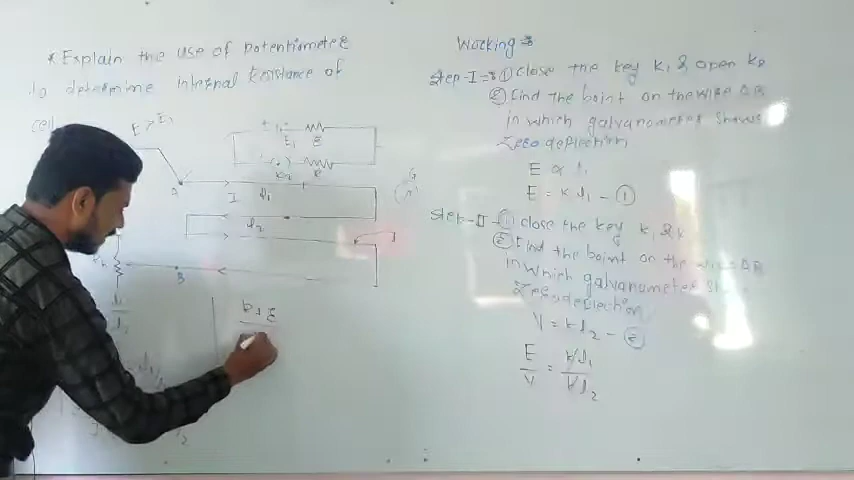 * Explain the use of potentiometer
to determine internal resistance of
cell
E > E1
E1
R
K2
G
A
I
l1
l2
J
B
R+r
Working :-
Step-I :- ① Close the key K1 & open K2
② Find the point on the wire AB
in which galvanometer shows
Zero deflection
E ∝ l1
E = K l1 - ①
Step-II - ① Close the key K1 &
② Find the point on the wire AB
in which galvanometer
Zero deflection
V = K l2 - ②
E/V = K l1/K l2